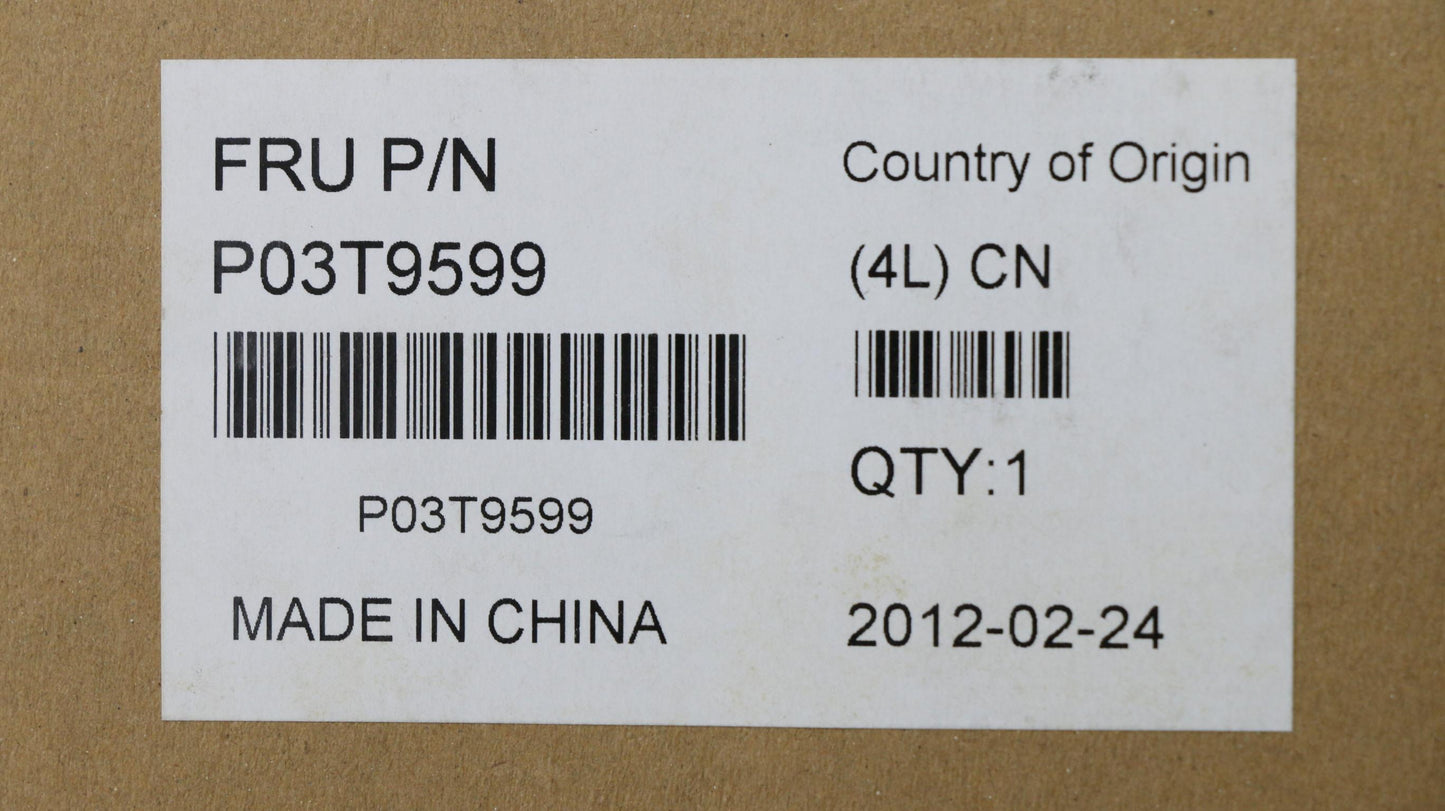 FRU P/N
P03T9599
P03T9599
MADE IN CHINA
Country of Origin
(4L) CN
QTY:1
2012-02-24